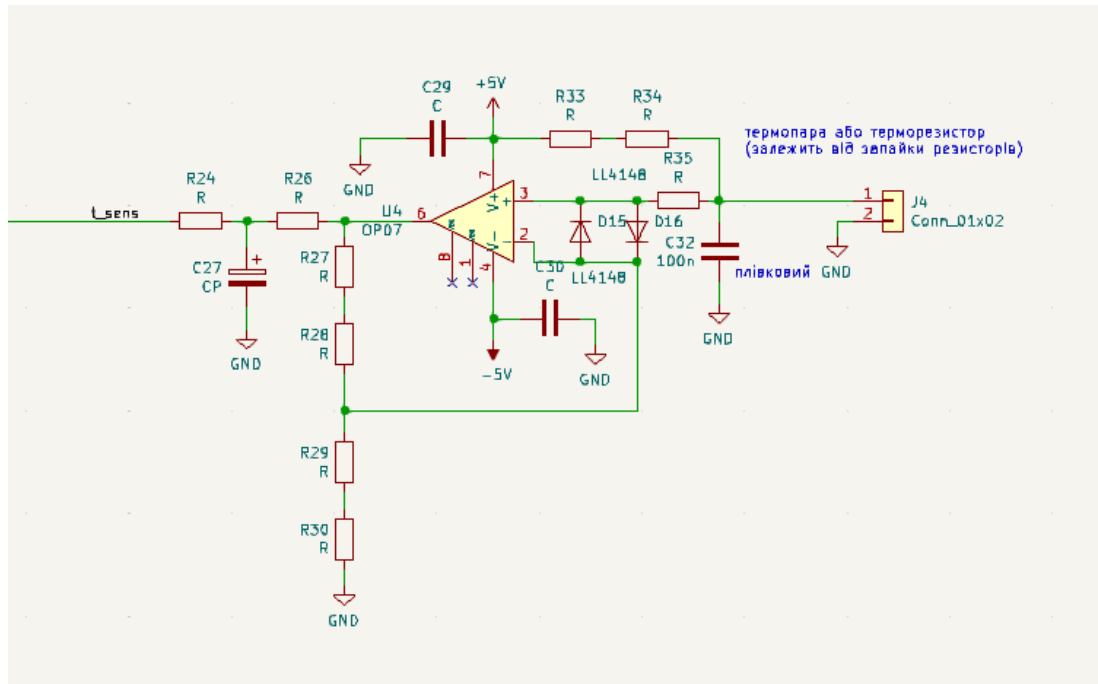 C29
C
+5V
R33
R
R34
R
термопара або терморезистор
(залежить від запайки резисторів)
R35
R
LL4148
GND
R24
R
R26
R
t_sens
U4
OP07
7
V+
+
3
6
2
-
V-
4
8
1
D15
D16
J4
Conn_01x02
1
2
C32
100n
плівковий
GND
LL4148
C27
CP
+
R27
R
C30
C
GND
R28
R
GND
-5V
GND
R29
R
R30
R
GND